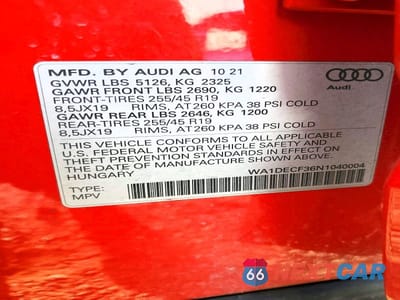 MFD. BY AUDI AG 10 21
GVWR LBS 5126, KG 2325
GAWR FRONT LBS 2690, KG 1220
FRONT-TIRES 255/45 R19
8,5JX19 RIMS, AT260 KPA 38 PSI COLD
GAWR REAR LBS 2646, KG 1200
REAR-TIRES 255/45 R19
8,5JX19 RIMS, AT260 KPA 38 PSI COLD
THIS VEHICLE CONFORMS TO ALL APPLICABLE
U.S. FEDERAL MOTOR VEHICLE SAFETY AND
THEFT PREVENTION STANDARDS IN EFFECT ON
THE DATE OF MANUFACTURE SHOWN ABOVE.
HUNGARY
WA1DECF36N1040004
TYPE:
MPV
Audi
66
CAR